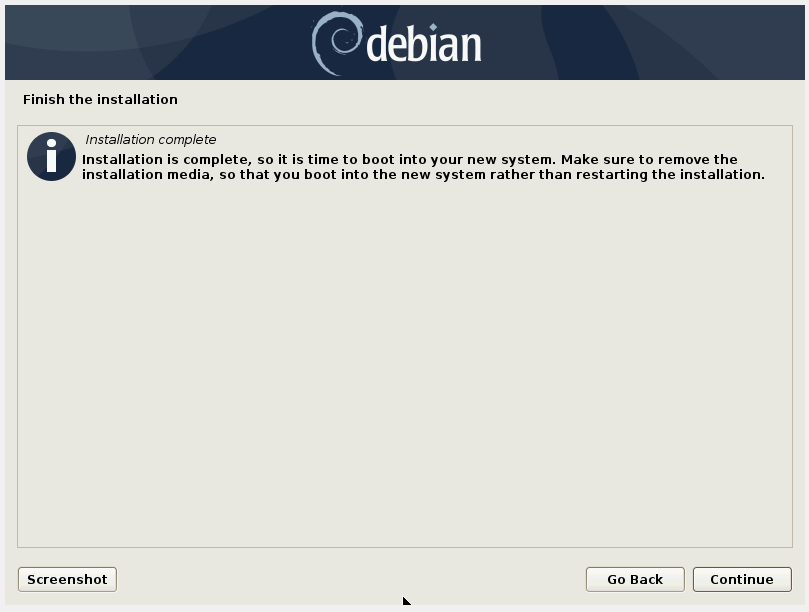 debian
Finish the installation
Installation complete
Installation is complete, so it is time to boot into your new system. Make sure to remove the
installation media, so that you boot into the new system rather than restarting the installation.
Screenshot
Go Back
Continue